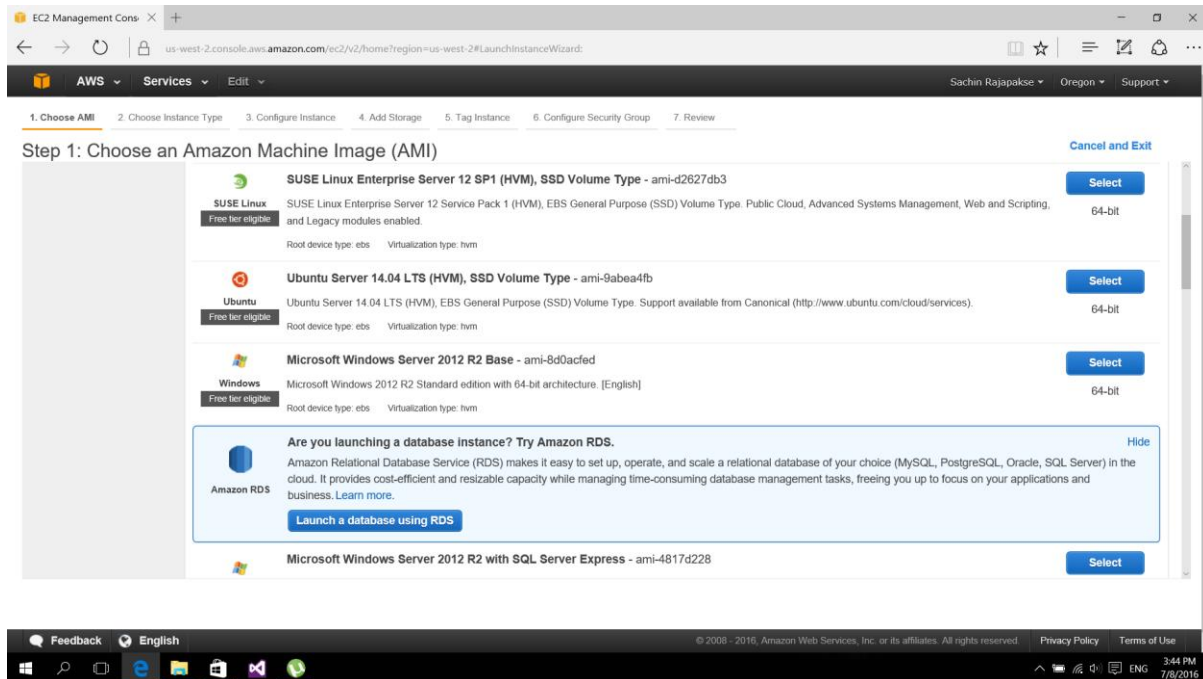 EC2 Management Cons
us-west-2.console.aws.amazon.com/ec2/v2/home?region=us-west-2#LaunchInstanceWizard:
AWS Services Edit Sachin Rajapakse Oregon Support
1. Choose AMI 2. Choose Instance Type 3. Configure Instance 4. Add Storage 5. Tag Instance 6. Configure Security Group 7. Review
Step 1: Choose an Amazon Machine Image (AMI) Cancel and Exit
SUSE Linux Enterprise Server 12 SP1 (HVM), SSD Volume Type - ami-d2627db3
Select
SUSE Linux
Free tier eligible
SUSE Linux Enterprise Server 12 Service Pack 1 (HVM), EBS General Purpose (SSD) Volume Type. Public Cloud, Advanced Systems Management, Web and Scripting,
and Legacy modules enabled.
64-bit
Root device type: ebs Virtualization type: hvm
Ubuntu Server 14.04 LTS (HVM), SSD Volume Type - ami-9abea4fb
Select
Ubuntu
Free tier eligible
Ubuntu Server 14.04 LTS (HVM), EBS General Purpose (SSD) Volume Type. Support available from Canonical (http://www.ubuntu.com/cloud/services).
64-bit
Root device type: ebs Virtualization type: hvm
Microsoft Windows Server 2012 R2 Base - ami-8d0acfed
Select
Windows
Free tier eligible
Microsoft Windows 2012 R2 Standard edition with 64-bit architecture. [English]
64-bit
Root device type: ebs Virtualization type: hvm
Are you launching a database instance? Try Amazon RDS. Hide
Amazon RDS
Amazon Relational Database Service (RDS) makes it easy to set up, operate, and scale a relational database of your choice (MySQL, PostgreSQL, Oracle, SQL Server) in the
cloud. It provides cost-efficient and resizable capacity while managing time-consuming database management tasks, freeing you up to focus on your applications and
business. Learn more.
Launch a database using RDS
Microsoft Windows Server 2012 R2 with SQL Server Express - ami-4817d228
Select
Feedback English © 2008 - 2016, Amazon Web Services, Inc. or its affiliates. All rights reserved. Privacy Policy Terms of Use
ENG 3:44 PM
7/8/2016